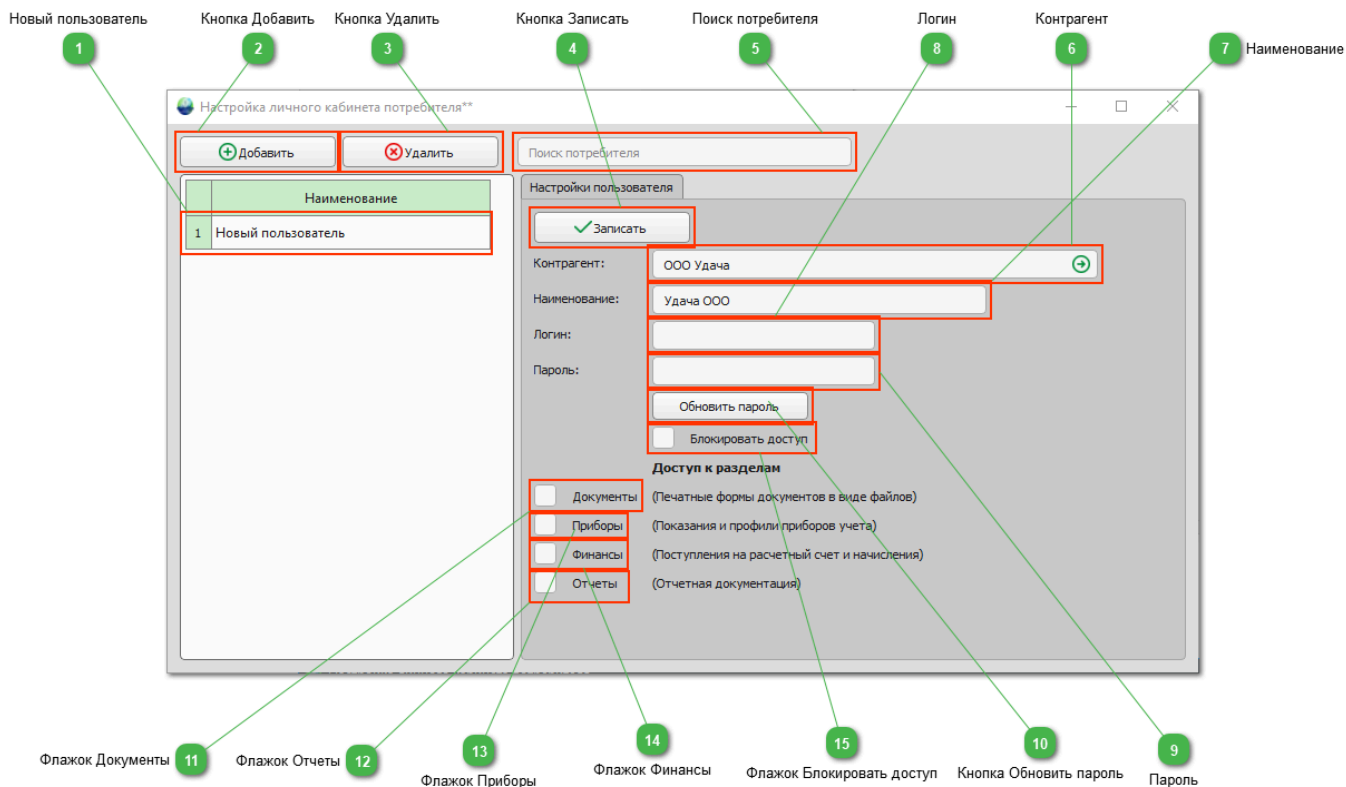 Новый пользователь Кнопка Добавить Кнопка Удалить Кнопка Записать Поиск потребителя Логин Контрагент
1 2 3 4 5 8 6 7 Наименование
Настройка личного кабинета потребителя**
Добавить Удалить Поиск потребителя
Наименование
1 Новый пользователь
Настройки пользователя
Записать
Контрагент: ООО Удача
Наименование: Удача ООО
Логин:
Пароль:
Обновить пароль
Блокировать доступ
Доступ к разделам
Документы (Печатные формы документов в виде файлов)
Приборы (Показания и профили приборов учета)
Финансы (Поступления на расчетный счет и начисления)
Отчеты (Отчетная документация)
Флажок Документы 11 Флажок Отчеты 12 13 14 15 10 9
Флажок Приборы Флажок Финансы Флажок Блокировать доступ Кнопка Обновить пароль Пароль